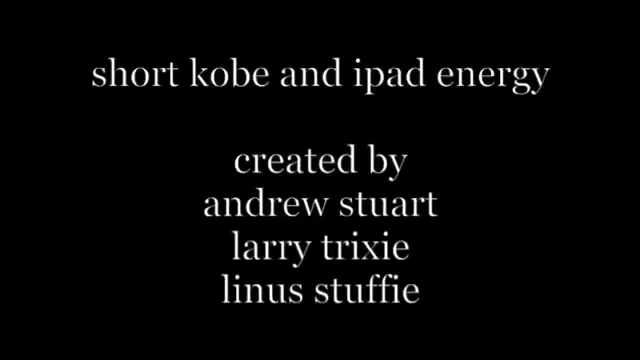 short kobe and ipad energy
created by
andrew stuart
larry trixie
linus stuffie